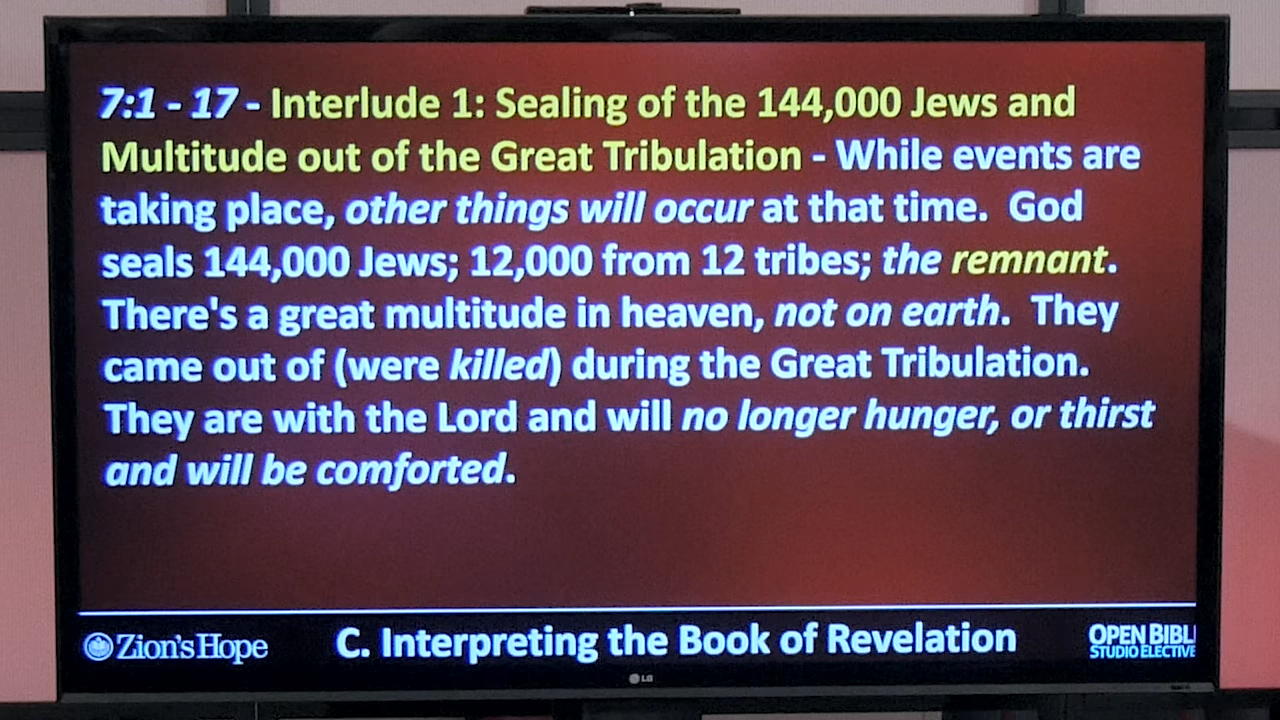 7:1 - 17 - Interlude 1: Sealing of the 144,000 Jews and
Multitude out of the Great Tribulation - While events are
taking place, other things will occur at that time.  God
seals 144,000 Jews; 12,000 from 12 tribes; the remnant.
There's a great multitude in heaven, not on earth.  They
came out of (were killed) during the Great Tribulation.
They are with the Lord and will no longer hunger, or thirst
and will be comforted.
Zion's Hope
C. Interpreting the Book of Revelation
OPEN BIBL
STUDIO ELECTIVE
LG